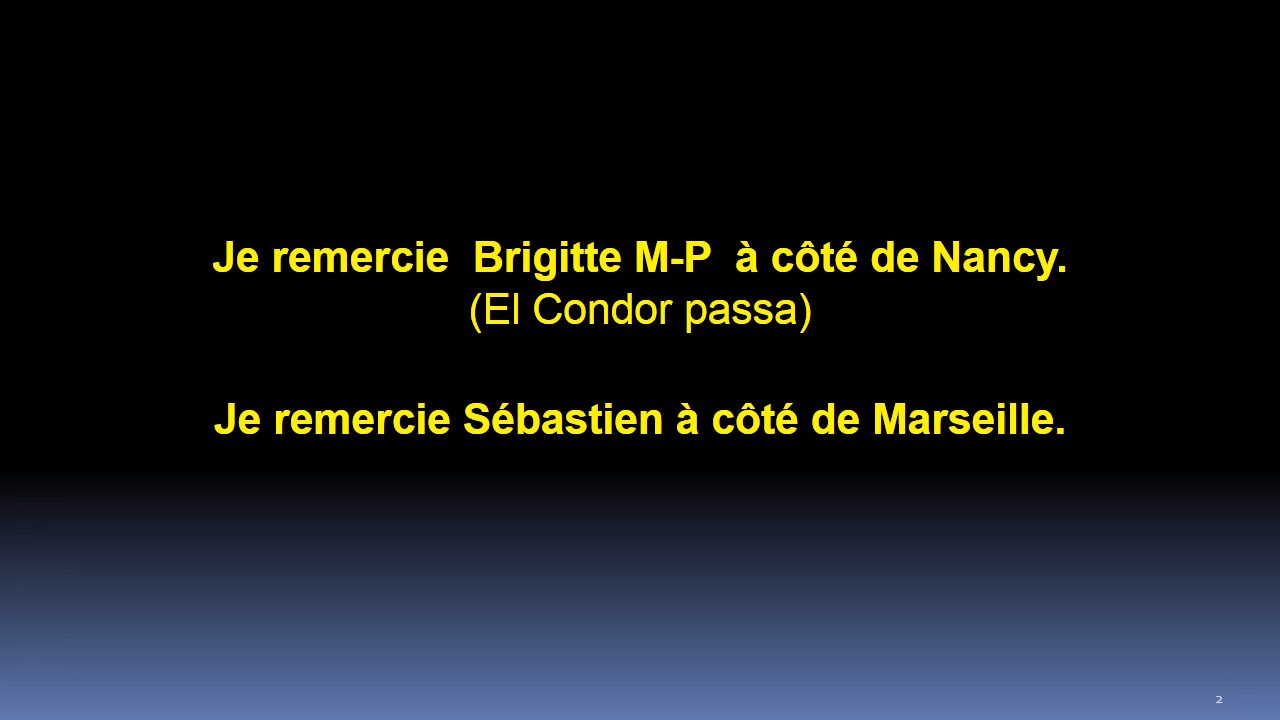 Je remercie  Brigitte M-P  à côté de Nancy.
(El Condor passa)
Je remercie Sébastien à côté de Marseille.
2